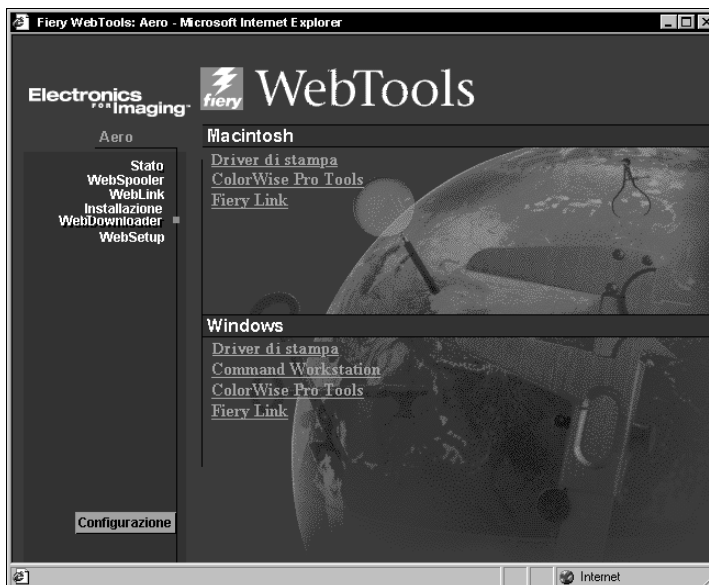 Fiery WebTools: Aero - Microsoft Internet Explorer
Electronics
FOR Imaging™
fiery
WebTools
Aero
Stato
WebSpooler
WebLink
Installazione
WebDownloader
WebSetup
Configurazione
Macintosh
Driver di stampa
ColorWise Pro Tools
Fiery Link
Windows
Driver di stampa
Command Workstation
ColorWise Pro Tools
Fiery Link
Internet